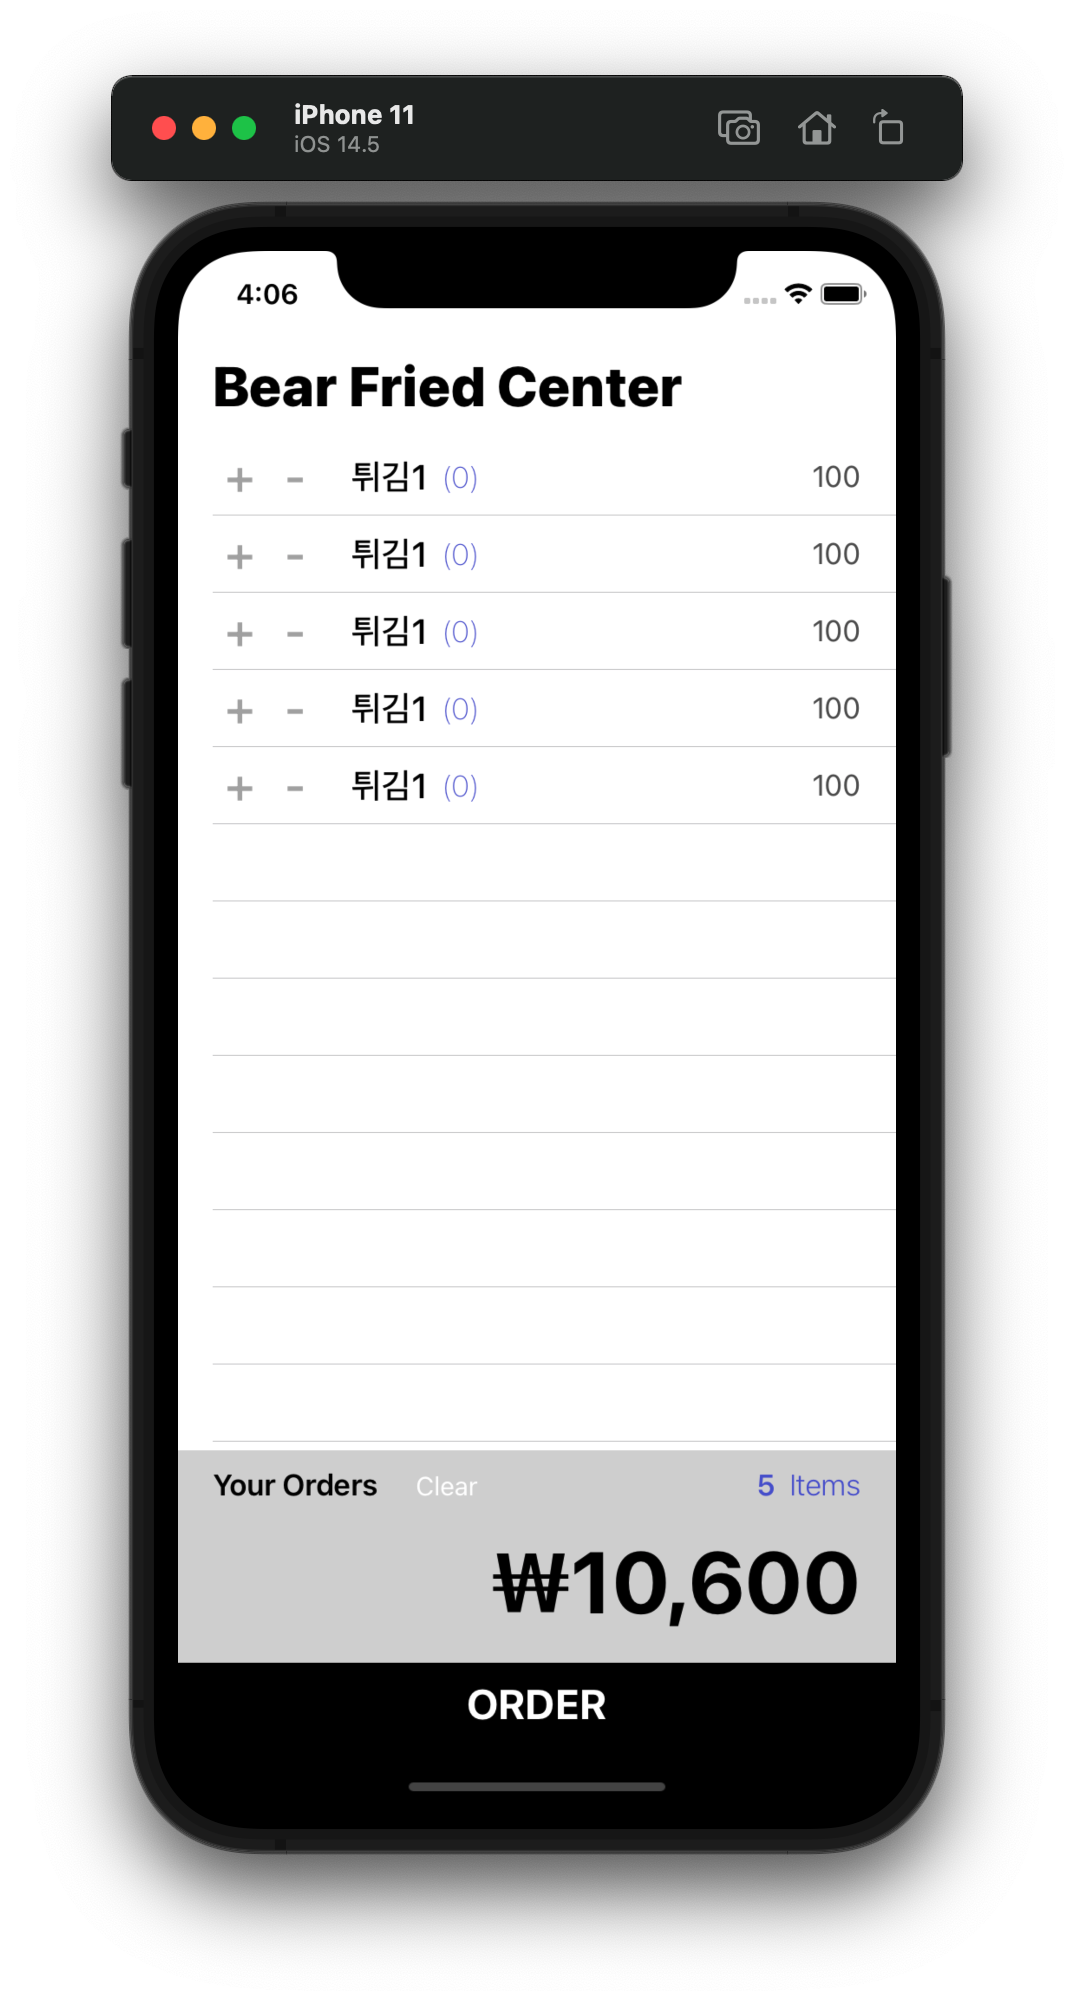 iPhone 11
iOS 14.5
4:06
Bear Fried Center
+ - 튀김1 (0) 100
+ - 튀김1 (0) 100
+ - 튀김1 (0) 100
+ - 튀김1 (0) 100
+ - 튀김1 (0) 100
Your Orders Clear 5 Items
₩10,600
ORDER